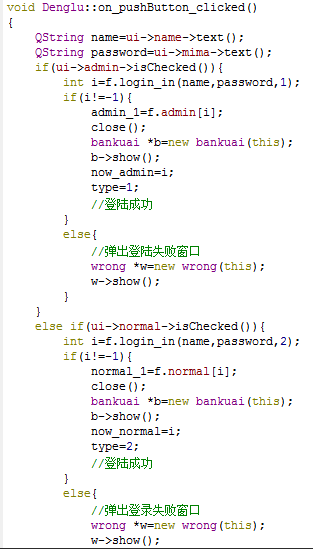 void Denglu::on_pushButton_clicked()
{
    QString name=ui->name->text();
    QString password=ui->mima->text();
    if(ui->admin->isChecked()){
        int i=f.login_in(name,password,1);
        if(i!=-1){
            admin_1=f.admin[i];
            close();
            bankuai *b=new bankuai(this);
            b->show();
            now_admin=i;
            type=1;
            //登陆成功
        }
        else{
            //弹出登陆失败窗口
            wrong *w=new wrong(this);
            w->show();
        }
    }
    else if(ui->normal->isChecked()){
        int i=f.login_in(name,password,2);
        if(i!=-1){
            normal_1=f.normal[i];
            close();
            bankuai *b=new bankuai(this);
            b->show();
            now_normal=i;
            type=2;
            //登陆成功
        }
        else{
            //弹出登录失败窗口
            wrong *w=new wrong(this);
            w->show();